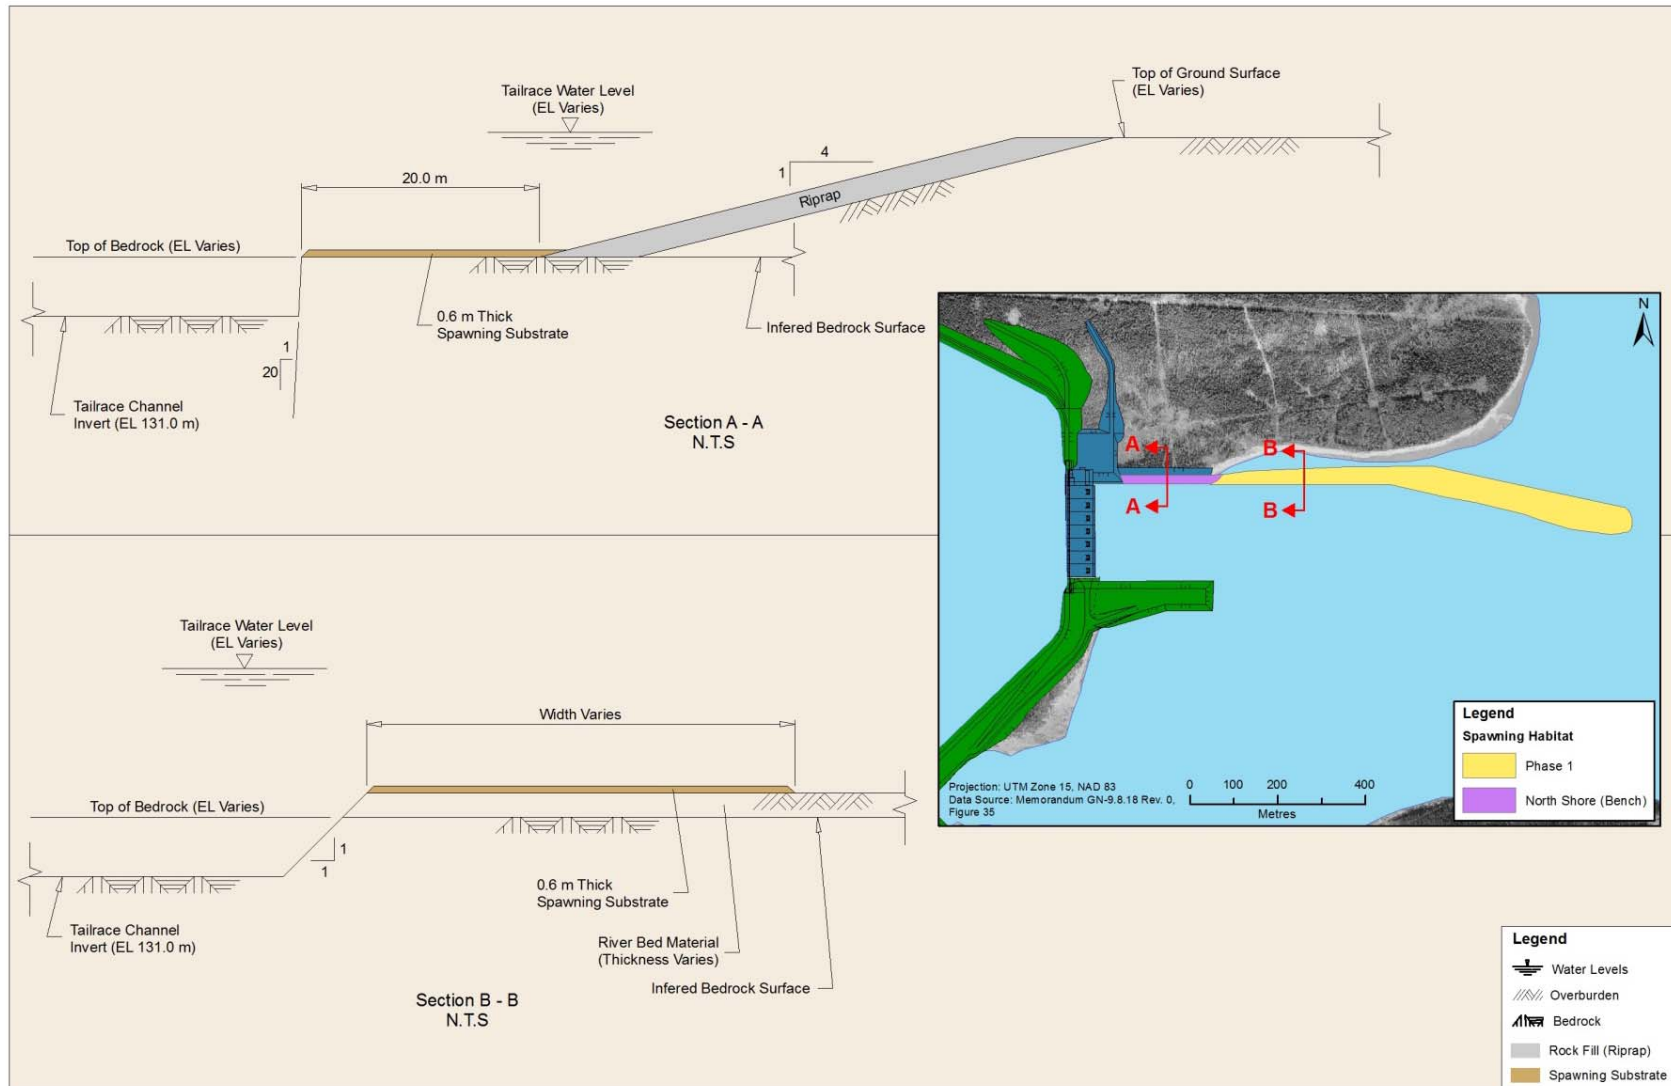 Tailrace Water Level
(EL Varies)
Top of Ground Surface
(EL Varies)
4
1
20.0 m
Riprap
Top of Bedrock (EL Varies)
0.6 m Thick
Spawning Substrate
Infered Bedrock Surface
1
20
Tailrace Channel
Invert (EL 131.0 m)
Section A - A
N.T.S
N
A
B
A
B
Legend
Spawning Habitat
Phase 1
North Shore (Bench)
Projection: UTM Zone 15, NAD 83
Data Source: Memorandum GN-9.8.18 Rev. 0,
Figure 35
0 100 200 400
Metres
Tailrace Water Level
(EL Varies)
Width Varies
Top of Bedrock (EL Varies)
1
1
0.6 m Thick
Spawning Substrate
Tailrace Channel
Invert (EL 131.0 m)
River Bed Material
(Thickness Varies)
Infered Bedrock Surface
Section B - B
N.T.S
Legend
Water Levels
Overburden
Bedrock
Rock Fill (Riprap)
Spawning Substrate